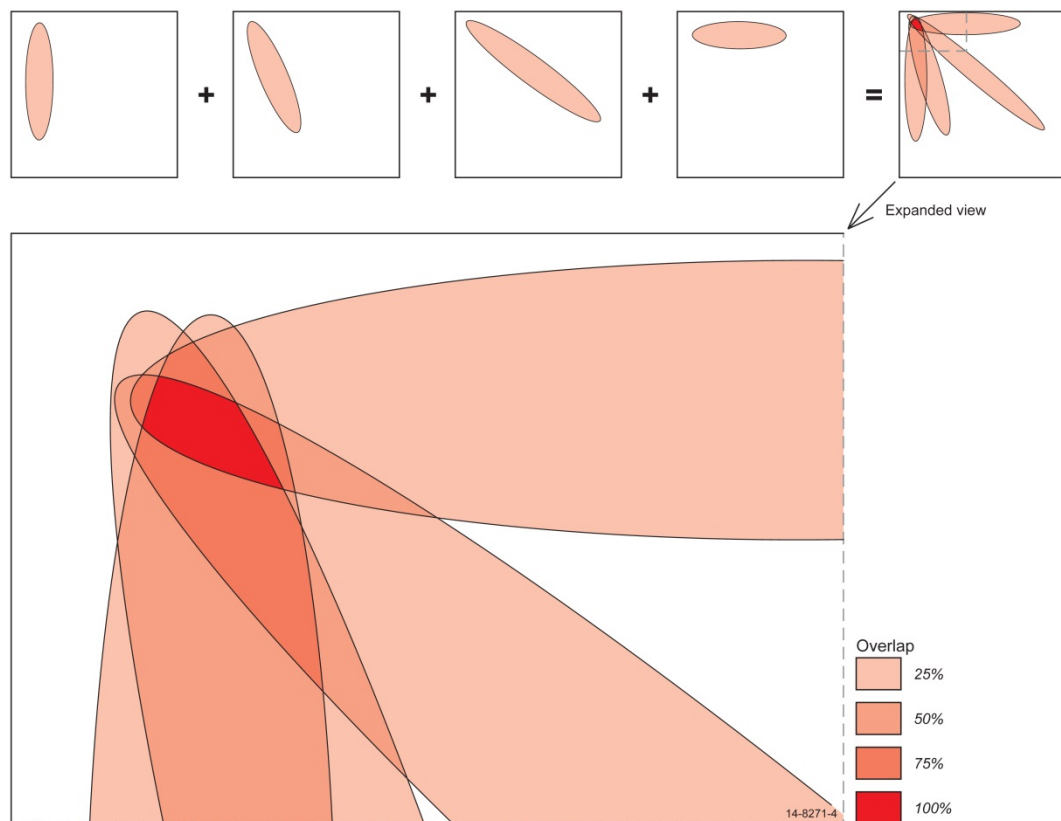 + + + =
Expanded view
Overlap
25%
50%
75%
14-8271-4
100%